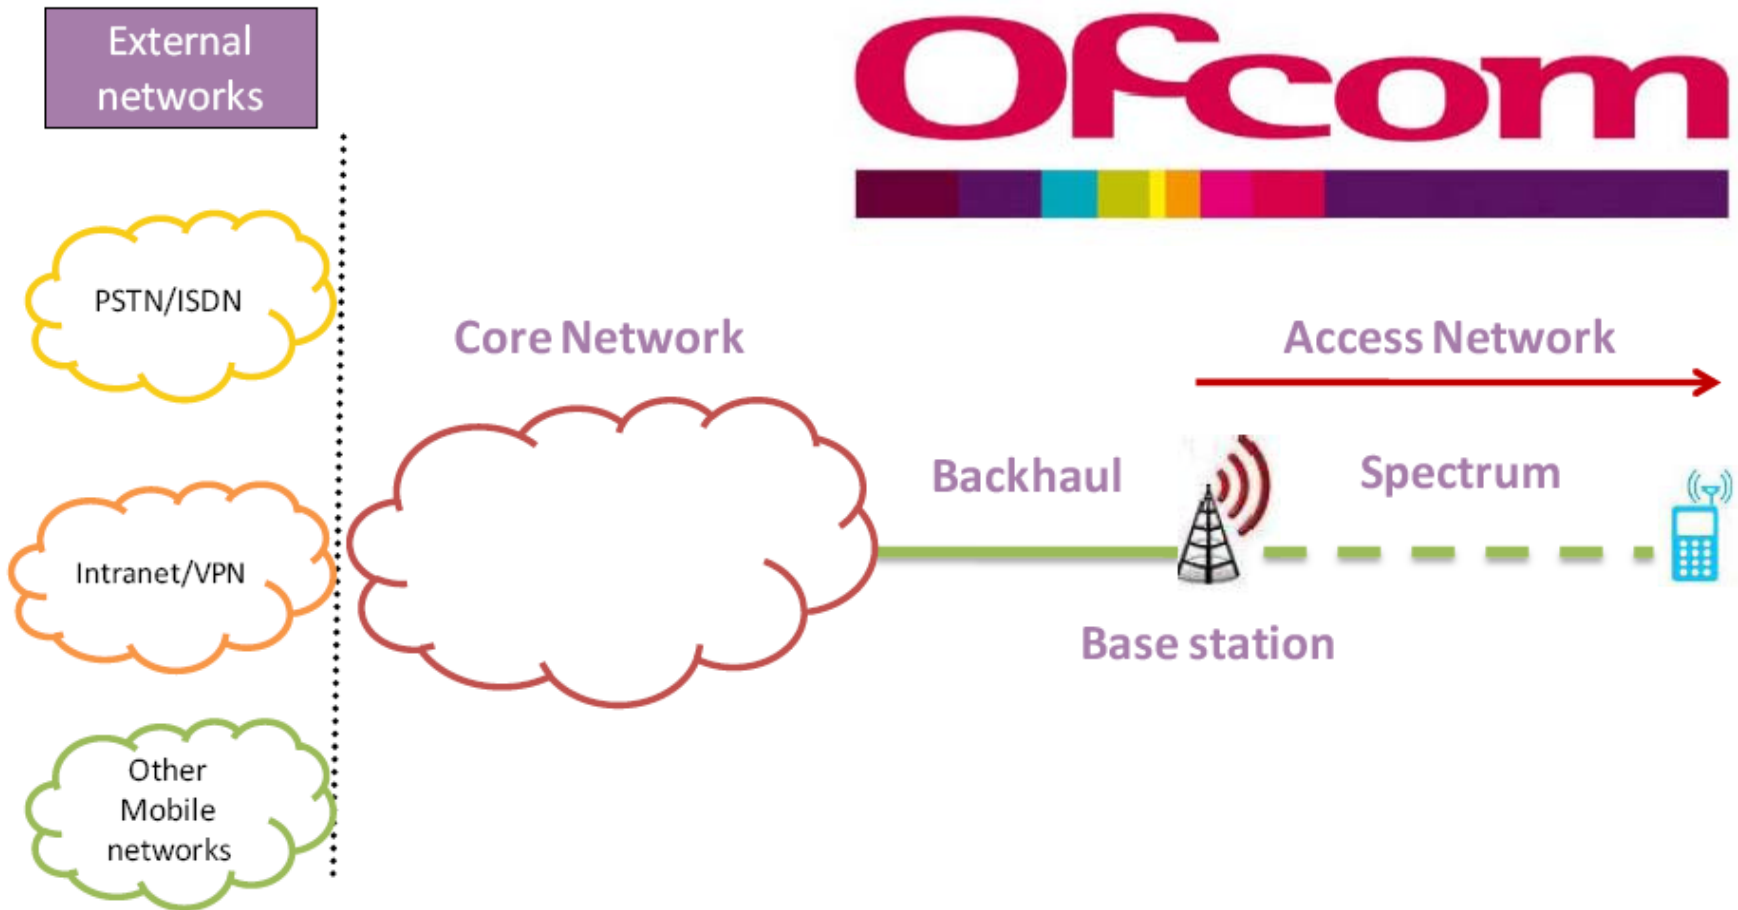 External
networks
Ofcom
PSTN/ISDN
Core Network
Access Network
Backhaul
Spectrum
Intranet/VPN
Base station
Other
Mobile
networks